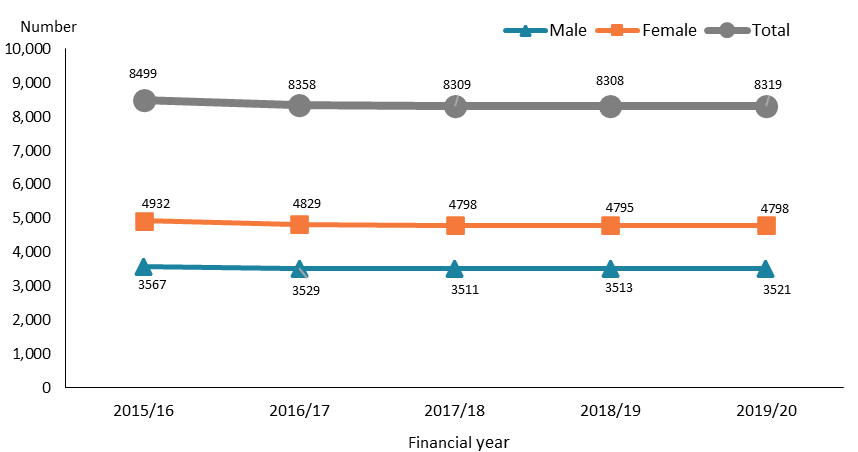 Number
Male Female Total
10,000
9,000
8,000
7,000
6,000
5,000
4,000
3,000
2,000
1,000
0
8499 8358 8309 8308 8319
4932 4829 4798 4795 4798
3567 3529 3511 3513 3521
2015/16 2016/17 2017/18 2018/19 2019/20
Financial year